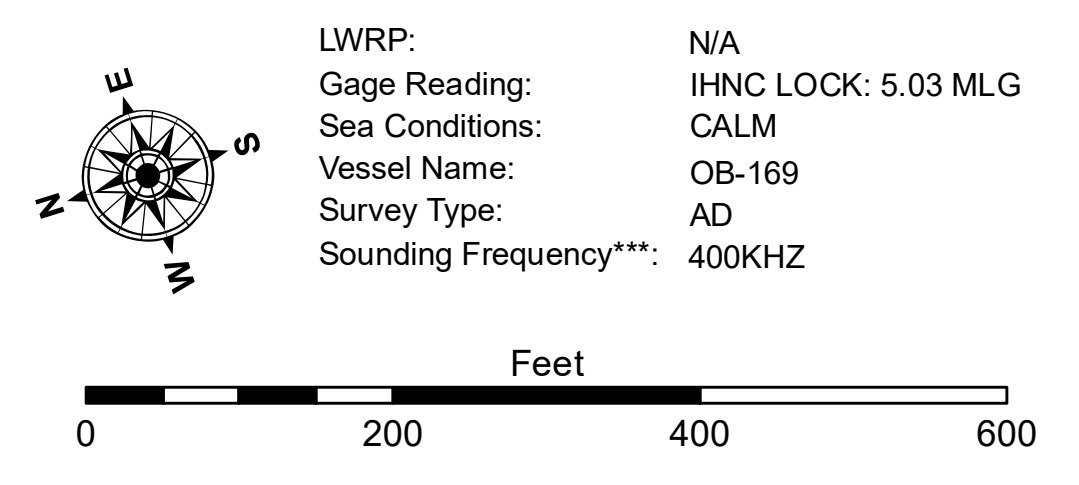 E
S
N
W
LWRP: N/A
Gage Reading: IHNC LOCK: 5.03 MLG
Sea Conditions: CALM
Vessel Name: OB-169
Survey Type: AD
Sounding Frequency***: 400KHZ
Feet
0 200 400 600